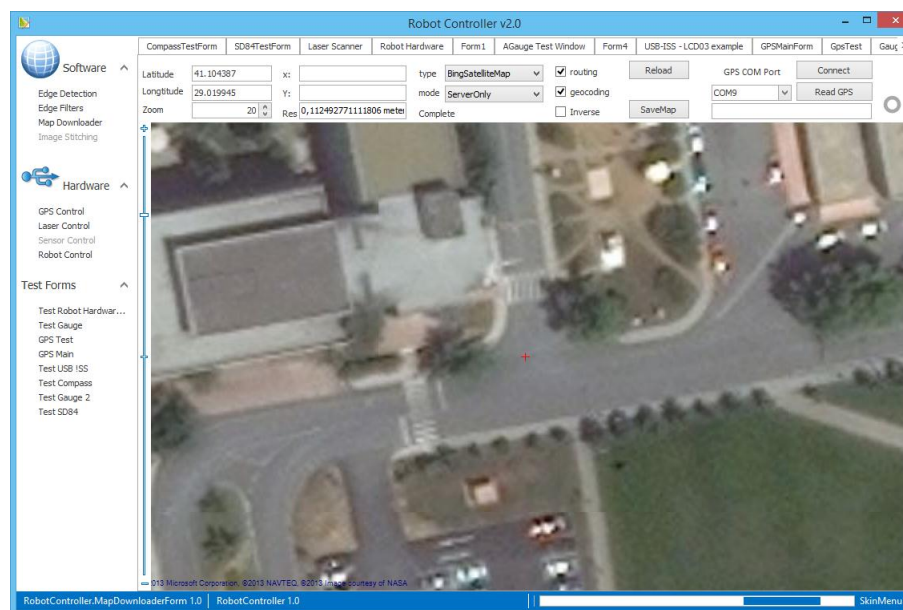 Robot Controller v2.0
Software
Edge Detection
Edge Filters
Map Downloader
Image Stitching
Hardware
GPS Control
Laser Control
Sensor Control
Robot Control
Test Forms
Test Robot Hardwar...
Test Gauge
GPS Test
GPS Main
Test USB ISS
Test Compass
Test Gauge 2
Test SD84
CompassTestForm SD84TestForm Laser Scanner Robot Hardware Form1 AGauge Test Window Form4 USB-ISS - LCD03 example GPSMainForm GpsTest Gaug
Latitude 41.104387 x: type BingSatelliteMap routing Reload GPS COM Port Connect
Longtitude 29.019945 Y: mode ServerOnly geocoding COM9 Read GPS
Zoom 20 Res 0,112492771111806 meter Complete Inverse SaveMap
013 Microsoft Corporation, ©2013 NAVTEQ, ©2013 Image courtesy of NASA
RobotController.MapDownloaderForm 1.0 RobotController 1.0 SkinMenu